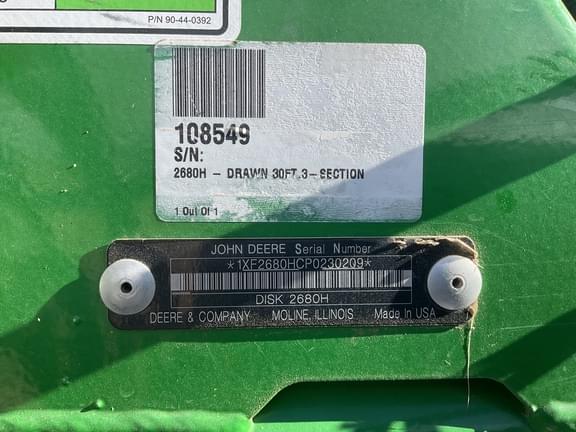 P/N 90-44-0392
108549
S/N:
2680H - DRAWN 30FT 3-SECTION
1 Out Of 1
JOHN DEERE Serial Number
*1XF2680HCP0230209*
DISK 2680H
DEERE & COMPANY MOLINE, ILLINOIS Made In USA